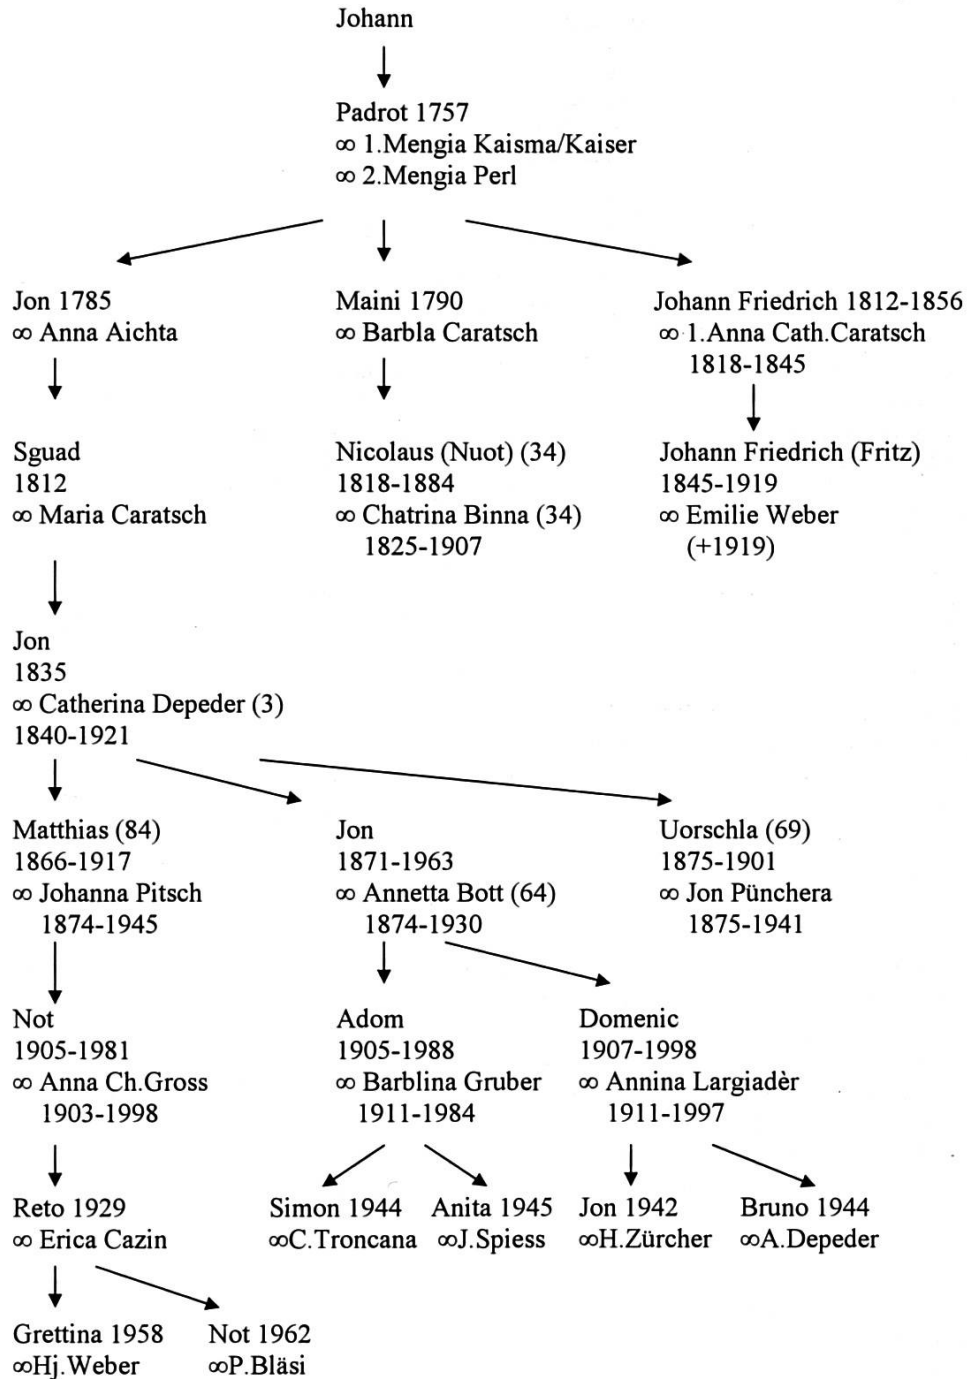 Johann
Padrot 1757
∞ 1.Mengia Kaisma/Kaiser
∞ 2.Mengia Perl
Jon 1785
∞ Anna Aichta
Maini 1790
∞ Barbla Caratsch
Johann Friedrich 1812-1856
∞ 1.Anna Cath.Caratsch
1818-1845
Sguad
1812
∞ Maria Caratsch
Nicolaus (Nuot) (34)
1818-1884
∞ Chatrina Binna (34)
1825-1907
Johann Friedrich (Fritz)
1845-1919
∞ Emilie Weber
(+1919)
Jon
1835
∞ Catherina Depeder (3)
1840-1921
Matthias (84)
1866-1917
∞ Johanna Pitsch
1874-1945
Jon
1871-1963
∞ Annetta Bott (64)
1874-1930
Uorschla (69)
1875-1901
∞ Jon Pünchera
1875-1941
Not
1905-1981
∞ Anna Ch.Gross
1903-1998
Adom
1905-1988
∞ Barblina Gruber
1911-1984
Domenic
1907-1998
∞ Annina Largiadèr
1911-1997
Reto 1929
∞ Erica Cazin
Simon 1944
∞C.Troncana
Anita 1945
∞J.Spiess
Jon 1942
∞H.Zürcher
Bruno 1944
∞A.Depeder
Grettina 1958
∞Hj.Weber
Not 1962
∞P.Bläsi